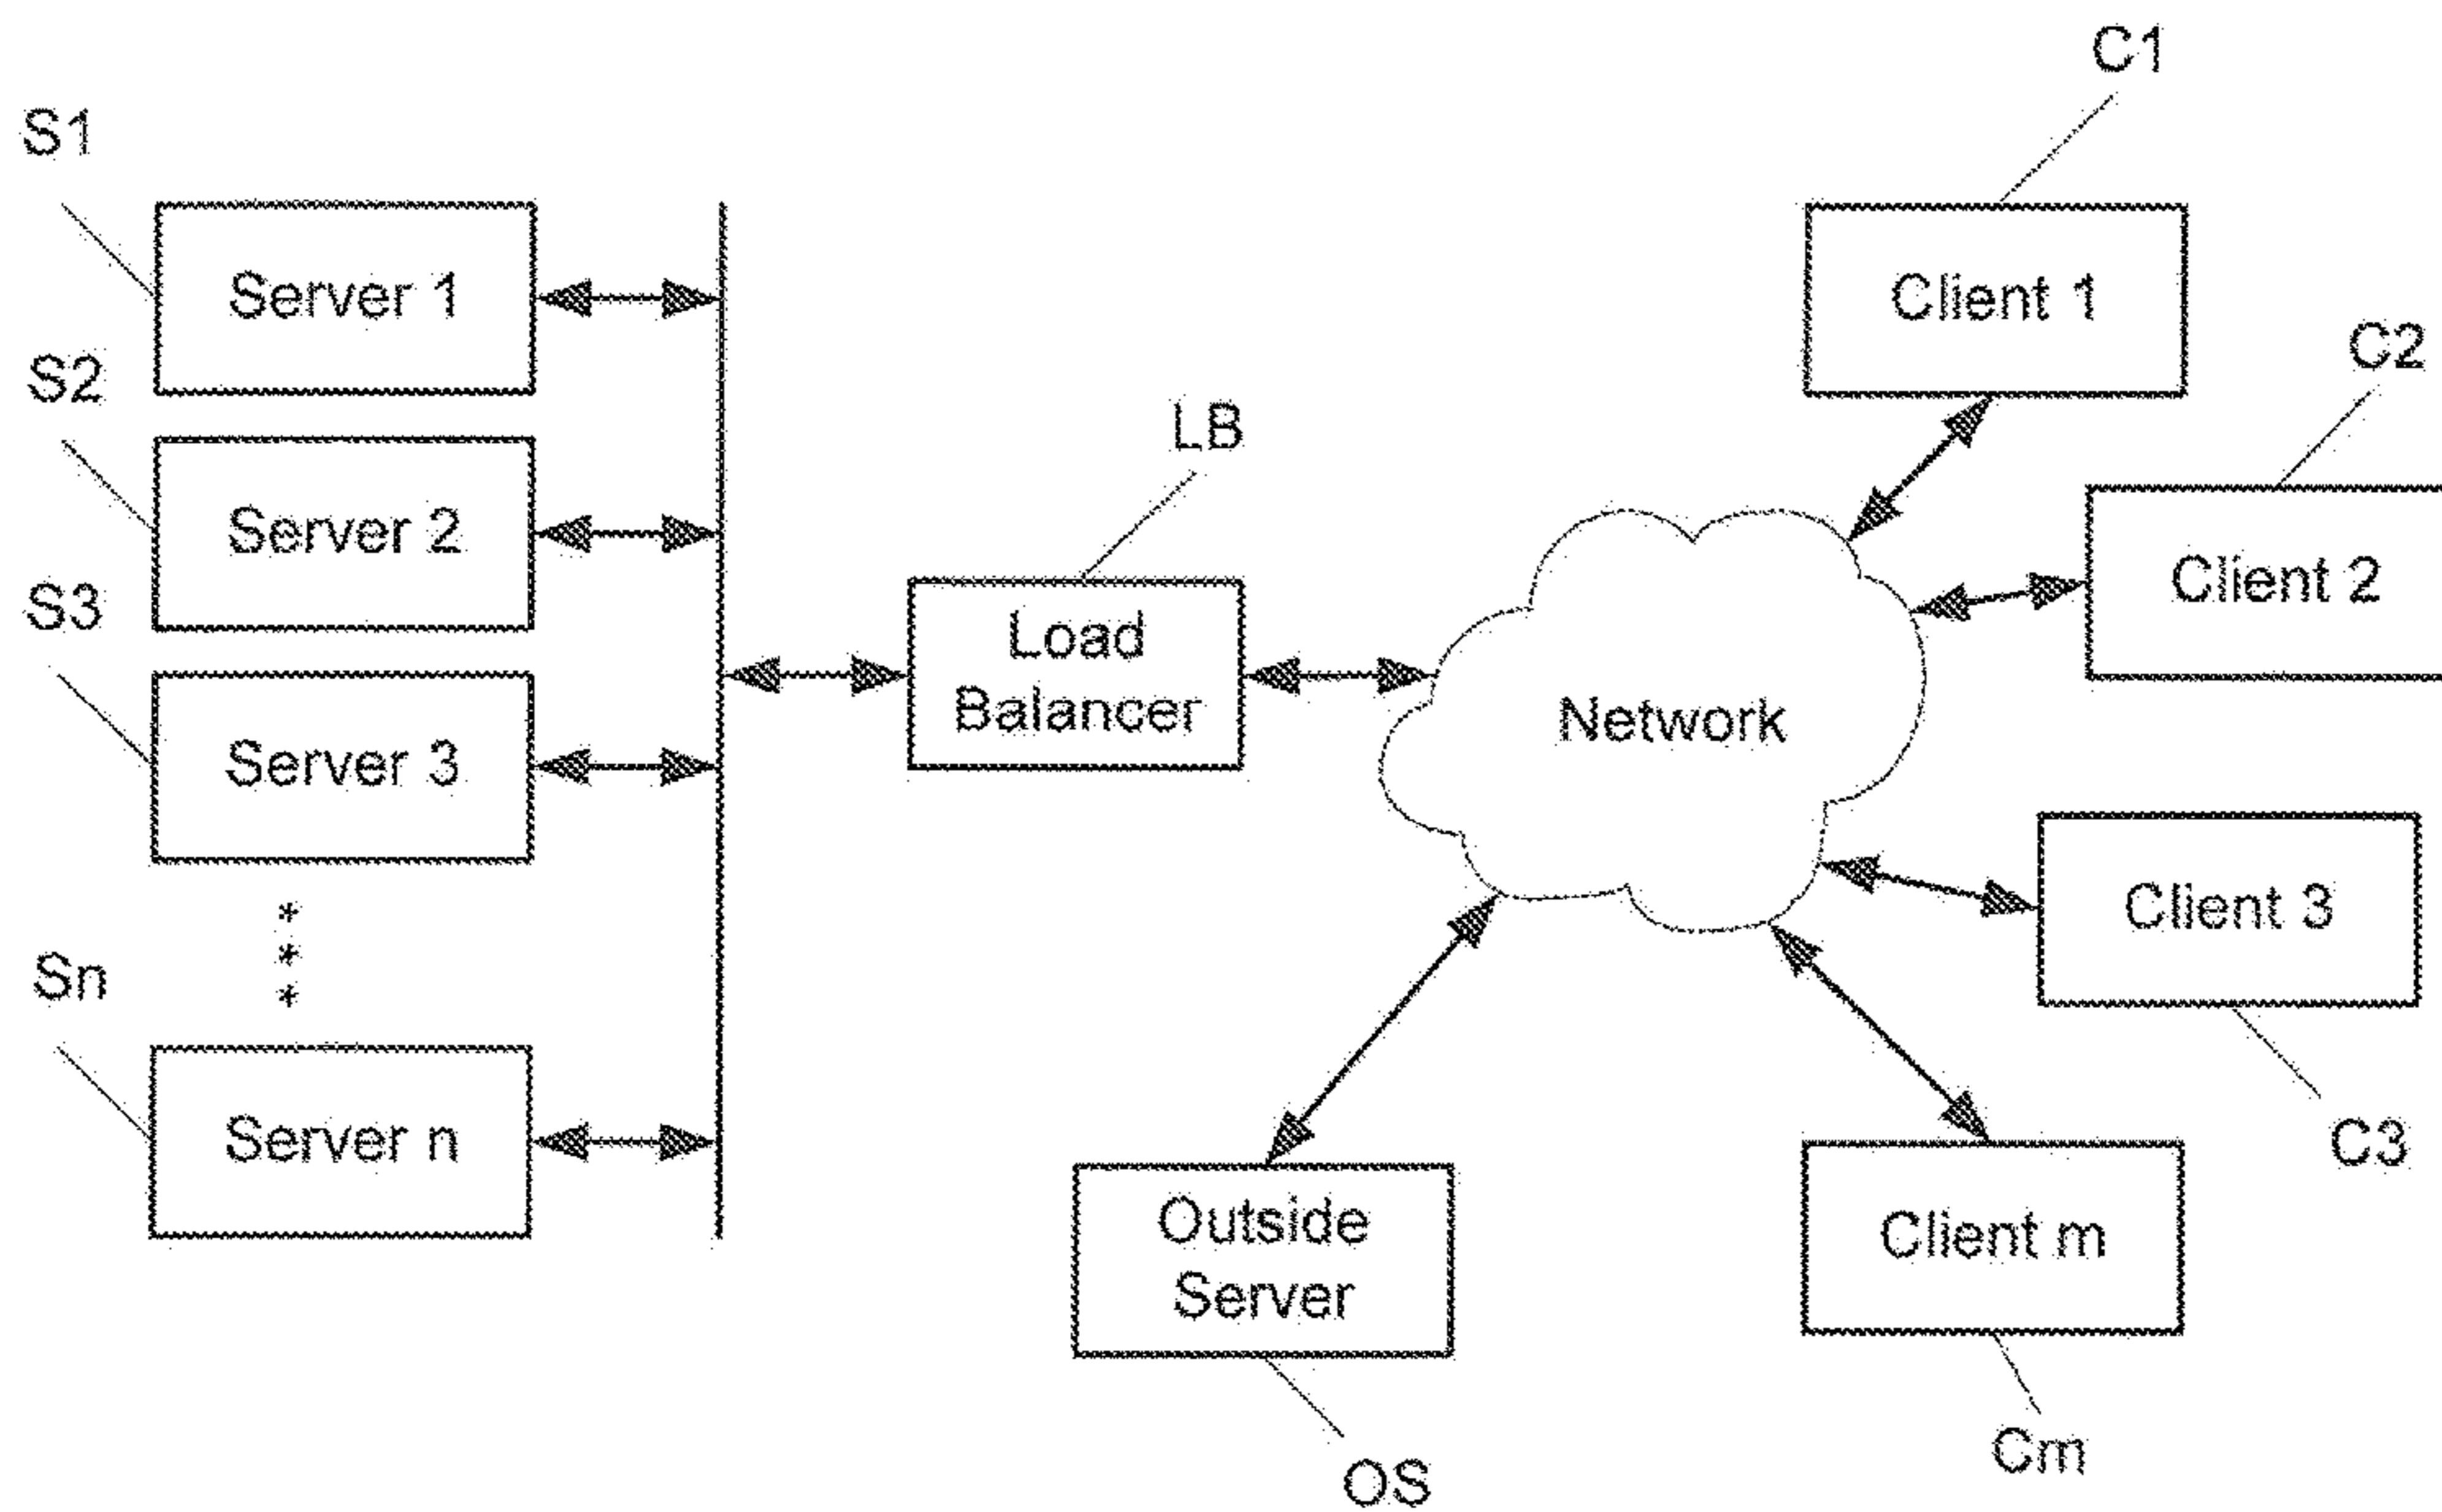 C1
S1
Server 1
Client 1
S2
C2
LB
Server 2
Client 2
S3
Load
Balancer
Network
Server 3
Client 3
*
*
*
Sn
Server n
C3
Outside
Server
Client m
Cm
OS